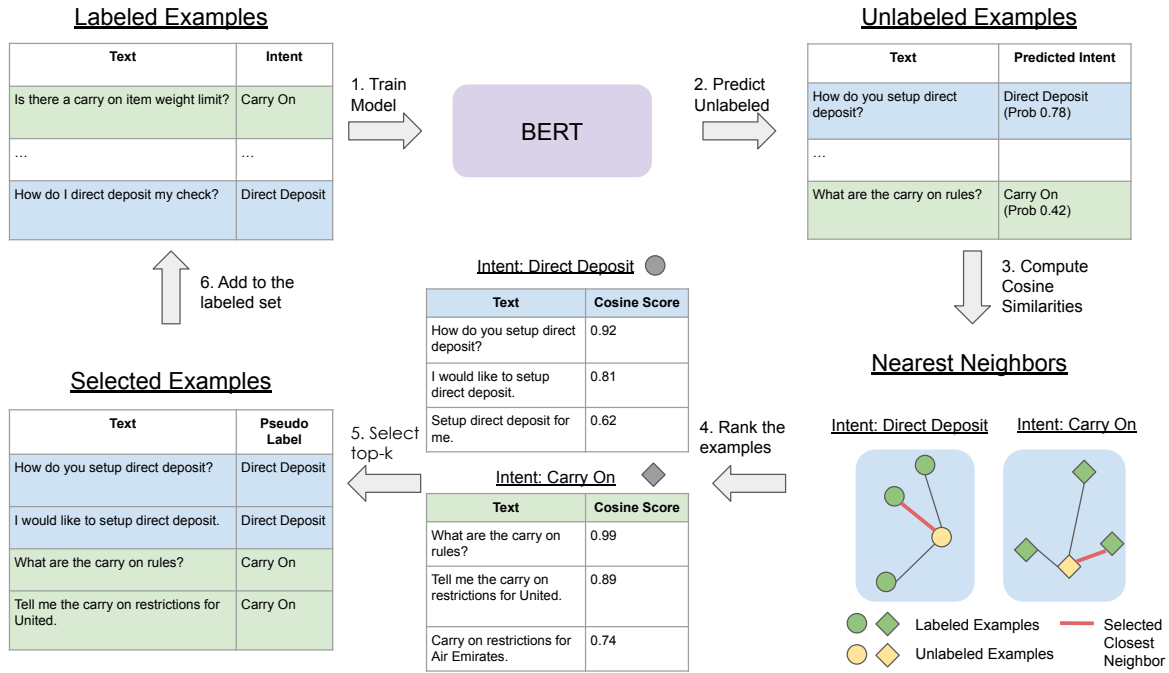 Labeled Examples
Text
Intent
Is there a carry on item weight limit?
Carry On
…
…
How do I direct deposit my check?
Direct Deposit
1. Train
Model
BERT
2. Predict
Unlabeled
Unlabeled Examples
Text
Predicted Intent
How do you setup direct
deposit?
Direct Deposit
(Prob 0.78)
…
What are the carry on rules?
Carry On
(Prob 0.42)
3. Compute
Cosine
Similarities
Nearest Neighbors
Intent: Direct Deposit
Intent: Carry On
Labeled Examples
Unlabeled Examples
Selected
Closest
Neighbor
4. Rank the
examples
Intent: Direct Deposit
Text
Cosine Score
How do you setup direct
deposit?
0.92
I would like to setup
direct deposit.
0.81
Setup direct deposit for
me.
0.62
Intent: Carry On
Text
Cosine Score
What are the carry on
rules?
0.99
Tell me the carry on
restrictions for United.
0.89
Carry on restrictions for
Air Emirates.
0.74
5. Select
top-k
Selected Examples
Text
Pseudo
Label
How do you setup direct deposit?
Direct Deposit
I would like to setup direct deposit.
Direct Deposit
What are the carry on rules?
Carry On
Tell me the carry on restrictions for
United.
Carry On
6. Add to the
labeled set